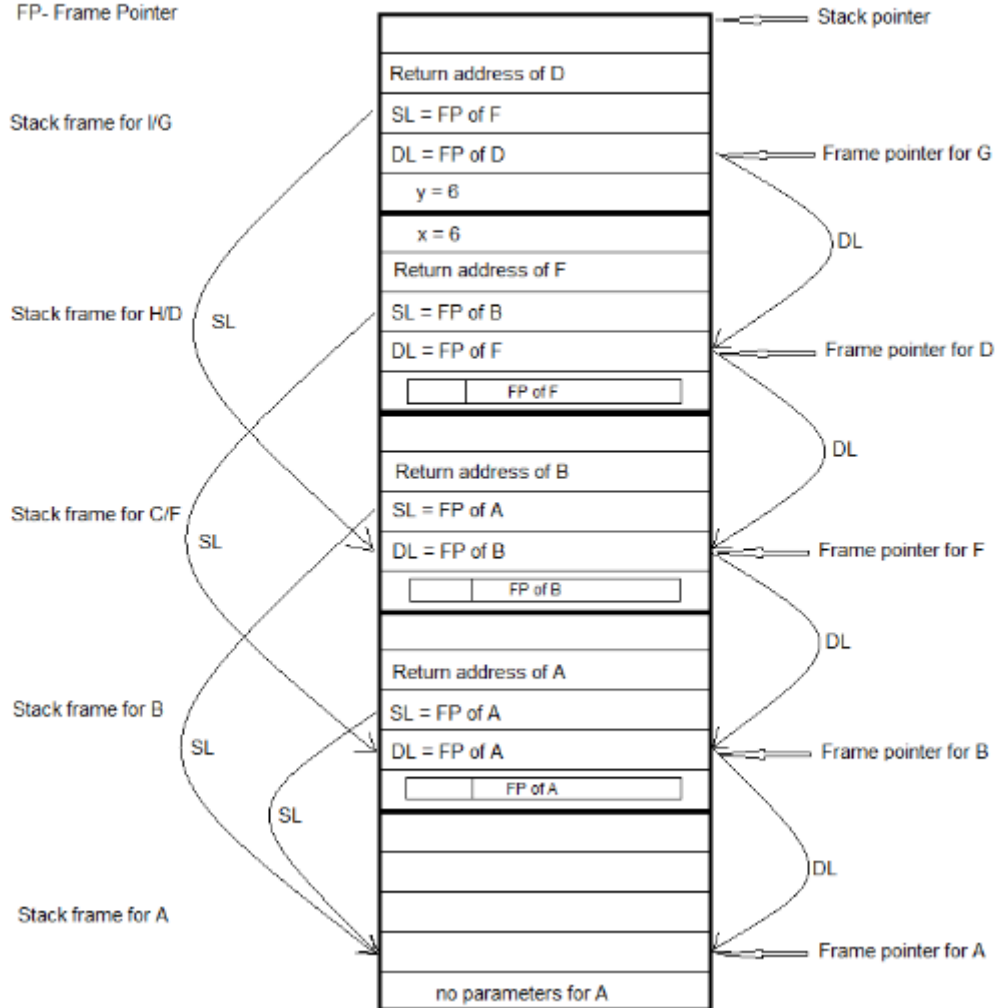 FP- Frame Pointer
Stack pointer
Return address of D
Stack frame for I/G
SL = FP of F
DL = FP of D
Frame pointer for G
y = 6
x = 6
DL
Return address of F
Stack frame for H/D
SL
SL = FP of B
DL = FP of F
Frame pointer for D
FP of F
DL
Return address of B
Stack frame for C/F
SL
SL = FP of A
DL = FP of B
Frame pointer for F
FP of B
DL
Return address of A
Stack frame for B
SL = FP of A
SL
DL = FP of A
Frame pointer for B
FP of A
SL
DL
Stack frame for A
Frame pointer for A
no parameters for A